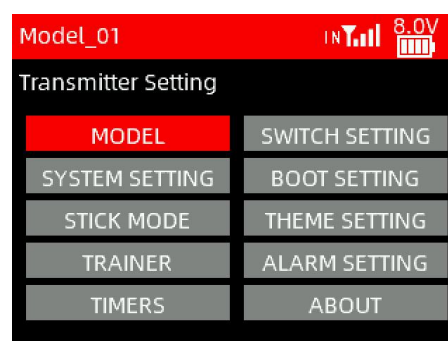 Model_01 IN 8.0V
Transmitter Setting
MODEL SWITCH SETTING
SYSTEM SETTING BOOT SETTING
STICK MODE THEME SETTING
TRAINER ALARM SETTING
TIMERS ABOUT